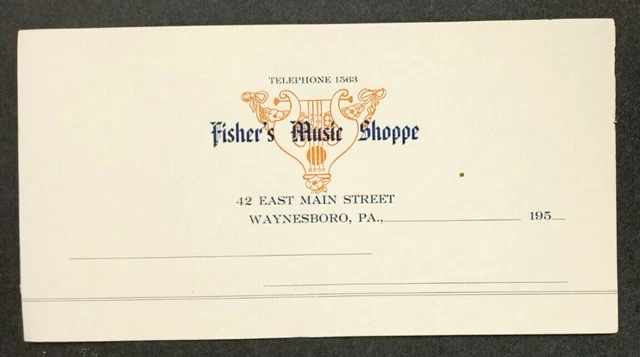 TELEPHONE 1563
Fisher's Music Shoppe
42 EAST MAIN STREET
WAYNESBORO, PA., 195